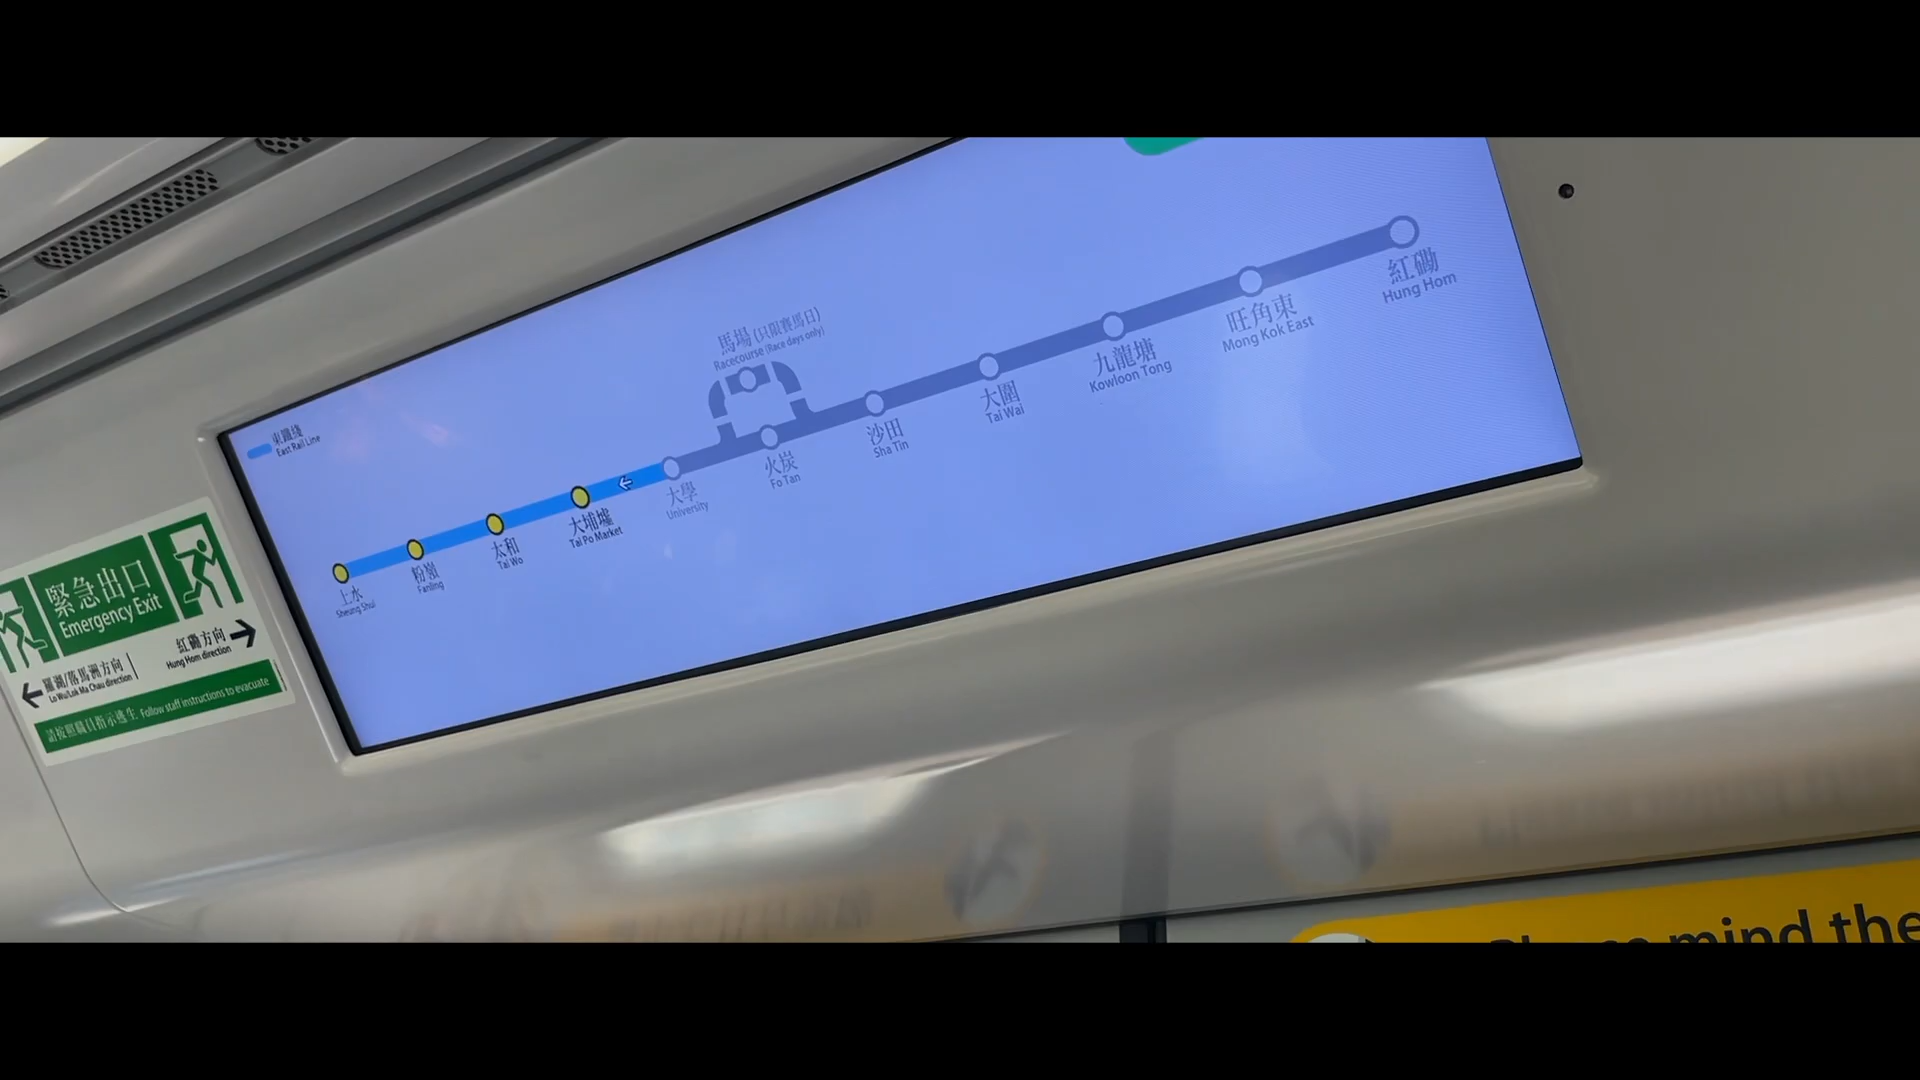 東鐵綫
East Rail Line
上水
Sheung Shui
粉嶺
Fanling
太和
Tai Wo
大埔墟
Tai Po Market
大學
University
馬場 (只限賽馬日)
Racecourse (Race days only)
火炭
Fo Tan
沙田
Sha Tin
大圍
Tai Wai
九龍塘
Kowloon Tong
旺角東
Mong Kok East
紅磡
Hung Hom
緊急出口
Emergency Exit
羅湖/落馬洲方向
Lo Wu/Lok Ma Chau direction
紅磡方向
Hung Hom direction
請按照職員指示逃生 Follow staff instructions to evacuate
Please mind the